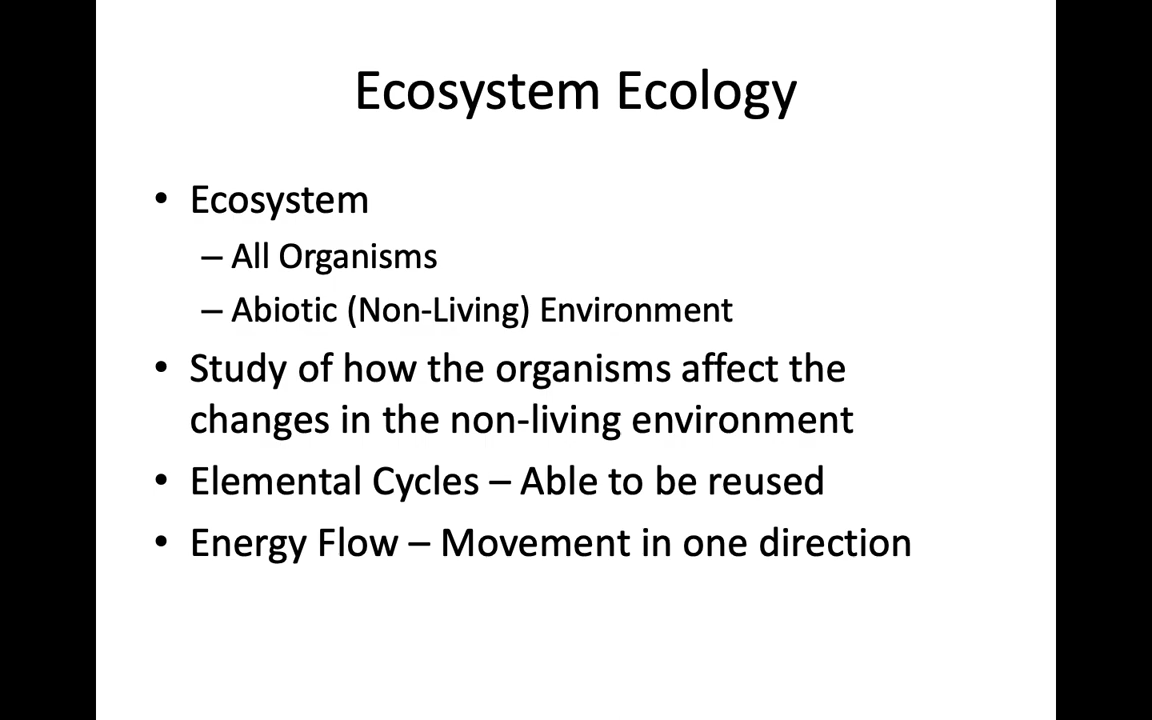 Ecosystem Ecology
• Ecosystem
– All Organisms
– Abiotic (Non-Living) Environment
• Study of how the organisms affect the
changes in the non-living environment
• Elemental Cycles – Able to be reused
• Energy Flow – Movement in one direction